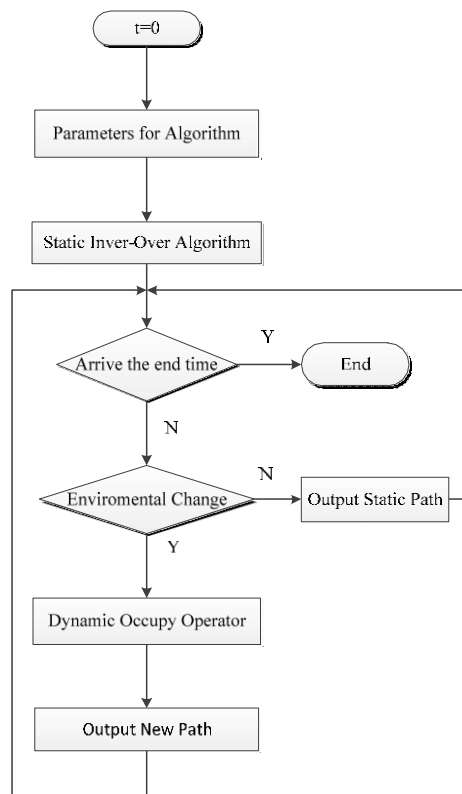 t=0
Parameters for Algorithm
Static Inver-Over Algorithm
Arrive the end time
Y
End
N
Enviromental Change
N
Output Static Path
Y
Dynamic Occupy Operator
Output New Path